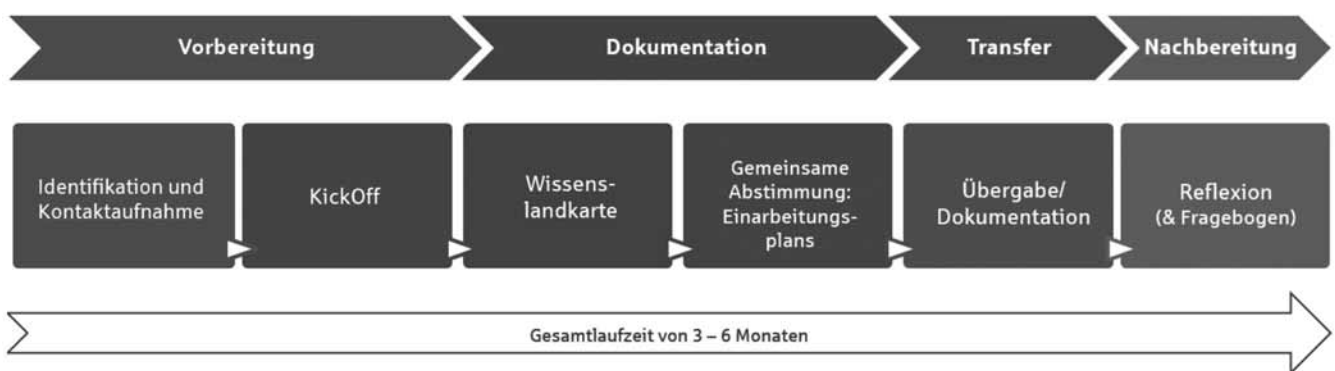 Vorbereitung
Dokumentation
Transfer
Nachbereitung
Identifikation und
Kontaktaufnahme
KickOff
Wissens-
landkarte
Gemeinsame
Abstimmung:
Einarbeitungs-
plans
Übergabe/
Dokumentation
Reflexion
(& Fragebogen)
Gesamtlaufzeit von 3 – 6 Monaten